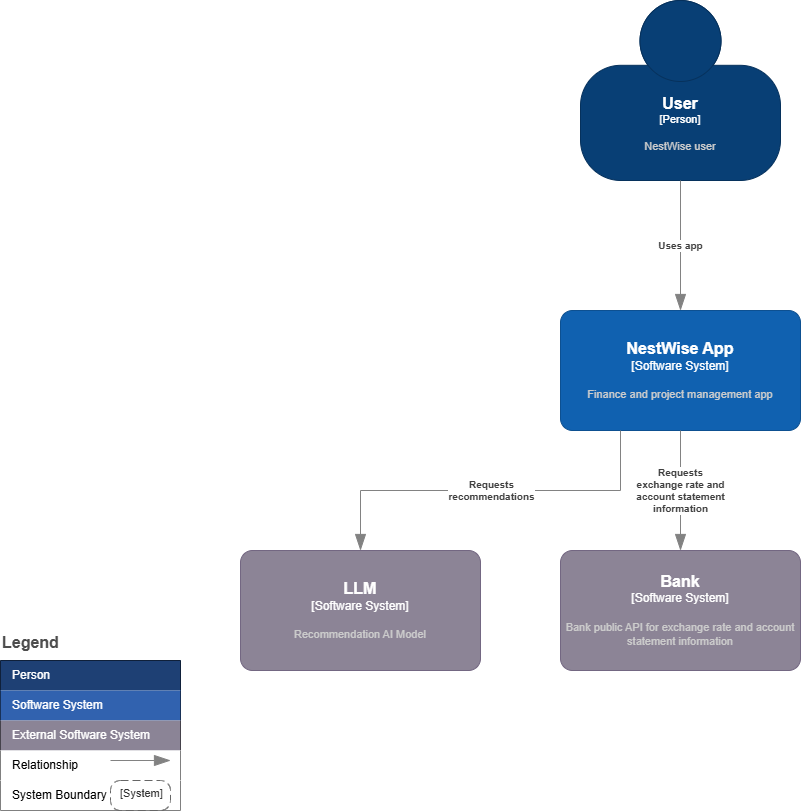 User
[Person]
NestWise user
Uses app
NestWise App
[Software System]
Finance and project management app
Requests
recommendations
Requests
exchange rate and
account statement
information
LLM
[Software System]
Recommendation AI Model
Bank
[Software System]
Bank public API for exchange rate and account
statement information
Legend
Person
Software System
External Software System
Relationship
System Boundary
[System]